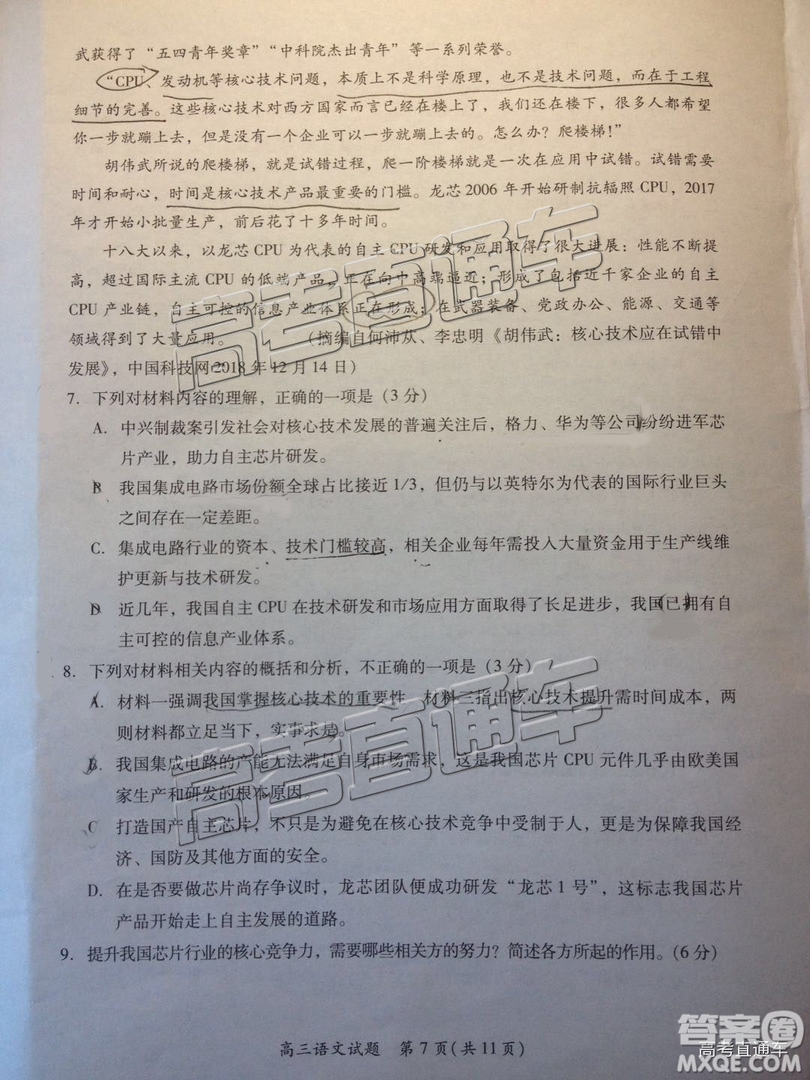 武获得了“五四青年奖章”“中科院杰出青年”等一系列荣誉。
“CPU、发动机等核心技术问题，本质上不是科学原理，也不是技术问题，而在于工程
细节的完善。这些核心技术对西方国家而言已经在楼上了，我们还在楼下，很多人都希望
你一步就蹦上去，但是没有一个企业可以一步就蹦上去的。怎么办？爬楼梯！”
胡伟武所说的爬楼梯，就是试错过程，爬一阶楼梯就是一次在应用中试错。试错需要
时间和耐心，时间是核心技术产品最重要的门槛。龙芯 2006 年开始研制抗辐照 CPU，2017
年才开始小批量生产，前后花了十多年时间。
十八大以来，以龙芯 CPU 为代表的自主 CPU 研发和应用取得了很大进展：性能不断提
高，超过国际主流 CPU 的低端产品，正在向中高端逼近；形成了包括近千家企业的自主
CPU 产业链，自主可控的信息产业体系正在形成；在武器装备、党政办公、能源、交通等
领域得到了大量应用。（摘编自何沛苁、李忠明《胡伟武：核心技术应在试错中
发展》，中国科技网 2018 年 12 月 14 日）
7．下列对材料内容的理解，正确的一项是（3 分）
A．中兴制裁案引发社会对核心技术发展的普遍关注后，格力、华为等公司纷纷进军芯
片产业，助力自主芯片研发。
B 我国集成电路市场份额全球占比接近 1/3，但仍与以英特尔为代表的国际行业巨头
之间存在一定差距。
C．集成电路行业的资本、技术门槛较高，相关企业每年需投入大量资金用于生产线维
护更新与技术研发。
D 近几年，我国自主 CPU 在技术研发和市场应用方面取得了长足进步，我国已拥有自
主可控的信息产业体系。
8．下列对材料相关内容的概括和分析，不正确的一项是（3 分）
A．材料一强调我国掌握核心技术的重要性，材料三指出核心技术提升需时间成本，两
则材料都立足当下，实事求是。
B．我国集成电路的产能无法满足自身市场需求，这是我国芯片 CPU 元件几乎由欧美国
家生产和研发的根本原因。
C 打造国产自主芯片，不只是为避免在核心技术竞争中受制于人，更是为保障我国经
济、国防及其他方面的安全。
D．在是否要做芯片尚存争议时，龙芯团队便成功研发“龙芯 1 号”，这标志我国芯片
产品开始走上自主发展的道路。
9．提升我国芯片行业的核心竞争力，需要哪些相关方的努力？简述各方所起的作用。（6 分）
高三语文试题 第 7 页（共 11 页）
高考直通车
高考直通车
答案卷
高考直通车
MXQE.COM